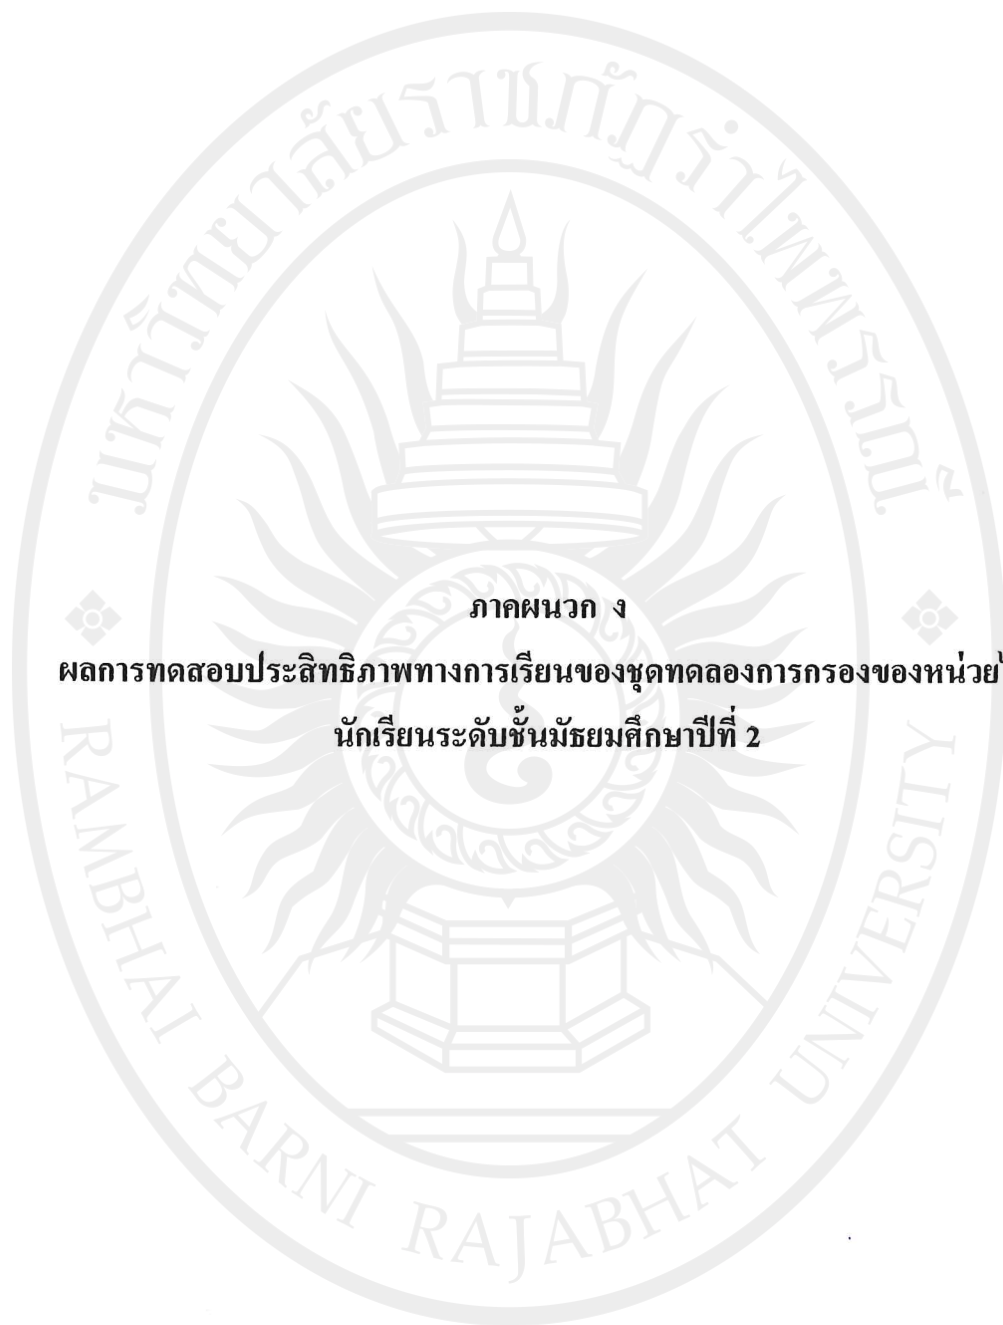 มหาวิทยาลัยราชภัฏรำไพพรรณี
ภาคผนวก ง
ผลการทดสอบประสิทธิภาพทางการเรียนของชุดทดลองการกรองของหน่วย
นักเรียนระดับชั้นมัธยมศึกษาปีที่ 2
RAMBHAI BARNI RAJABHAT UNIVERSITY